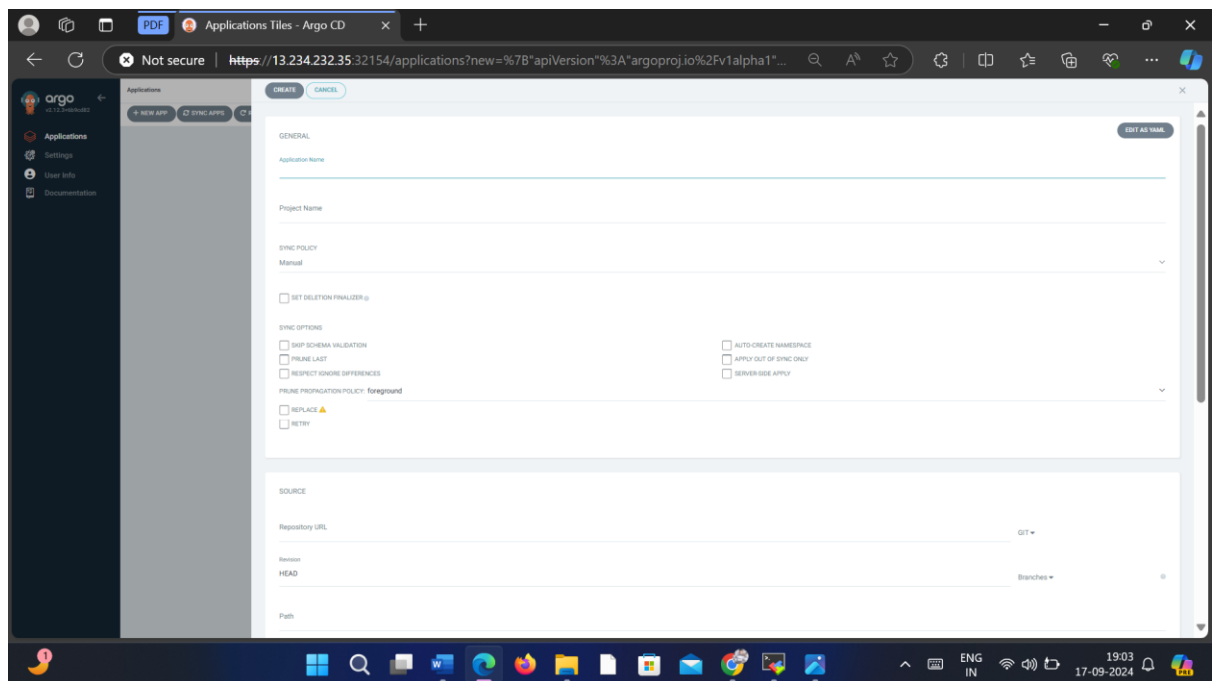 PDF
Applications Tiles - Argo CD
Not secure
https://13.234.232.35:32154/applications?new=%7B"apiVersion"%3A"argoproj.io%2Fv1alpha1"...
argo
Applications
Settings
User Info
Documentation
Applications
+ NEW APP
SYNC APPS
CREATE
CANCEL
GENERAL
EDIT AS YAML
Application Name
Project Name
SYNC POLICY
Manual
SET DELETION FINALIZER
SYNC OPTIONS
SKIP SCHEMA VALIDATION
AUTO-CREATE NAMESPACE
PRUNE LAST
APPLY OUT OF SYNC ONLY
RESPECT IGNORE DIFFERENCES
SERVER-SIDE APPLY
PRUNE PROPAGATION POLICY: foreground
REPLACE
RETRY
SOURCE
Repository URL
GIT
Revision
HEAD
Branches
Path
1
ENG
IN
19:03
17-09-2024